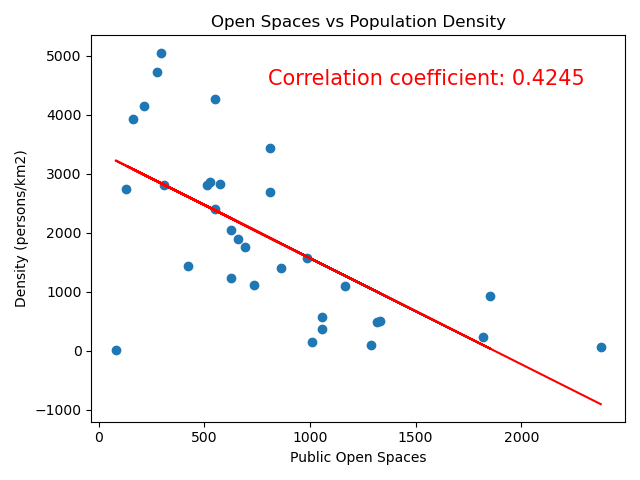 Open Spaces vs Population Density
Correlation coefficient: 0.4245
Density (persons/km2)
5000
4000
3000
2000
1000
0
−1000
0 500 1000 1500 2000
Public Open Spaces